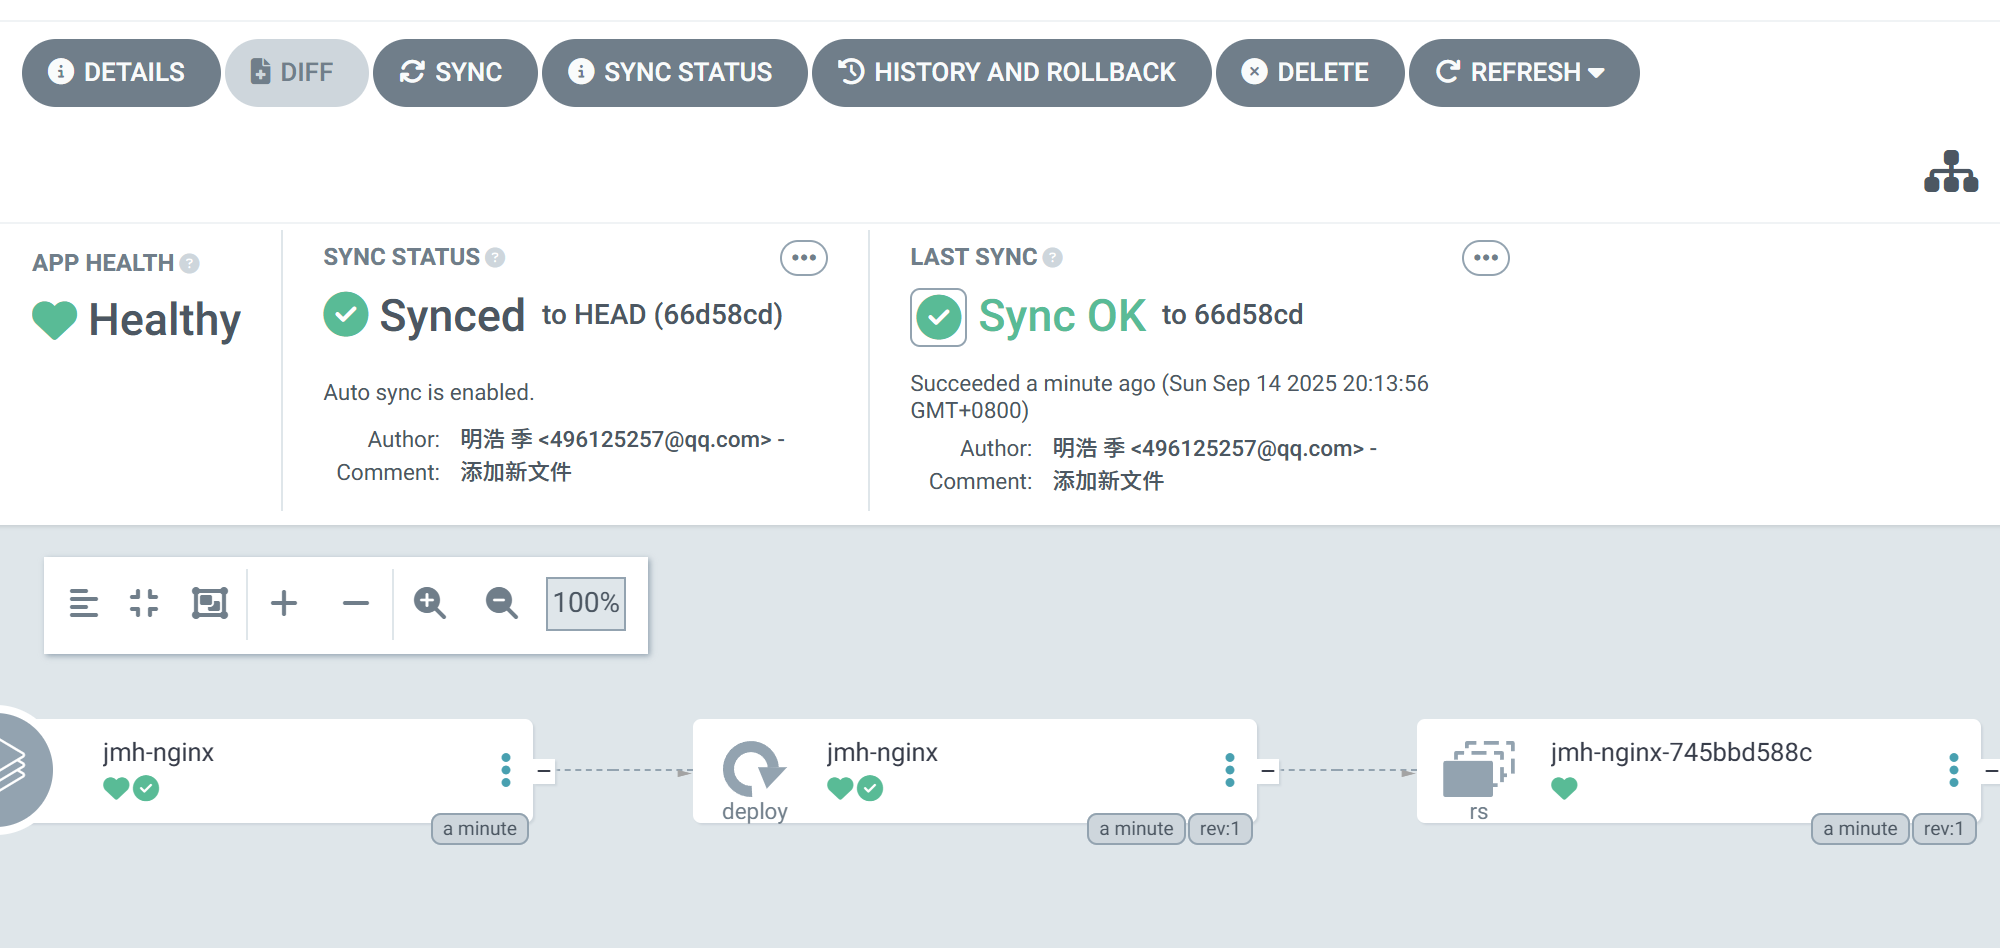 DETAILS
DIFF
SYNC
SYNC STATUS
HISTORY AND ROLLBACK
DELETE
REFRESH
APP HEALTH
Healthy
SYNC STATUS
Synced to HEAD (66d58cd)
Auto sync is enabled.
Author: 明浩 季 <496125257@qq.com> -
Comment: 添加新文件
LAST SYNC
Sync OK to 66d58cd
Succeeded a minute ago (Sun Sep 14 2025 20:13:56
GMT+0800)
Author: 明浩 季 <496125257@qq.com> -
Comment: 添加新文件
100%
jmh-nginx
a minute
jmh-nginx
deploy
a minute
rev:1
jmh-nginx-745bbd588c
rs
a minute
rev:1